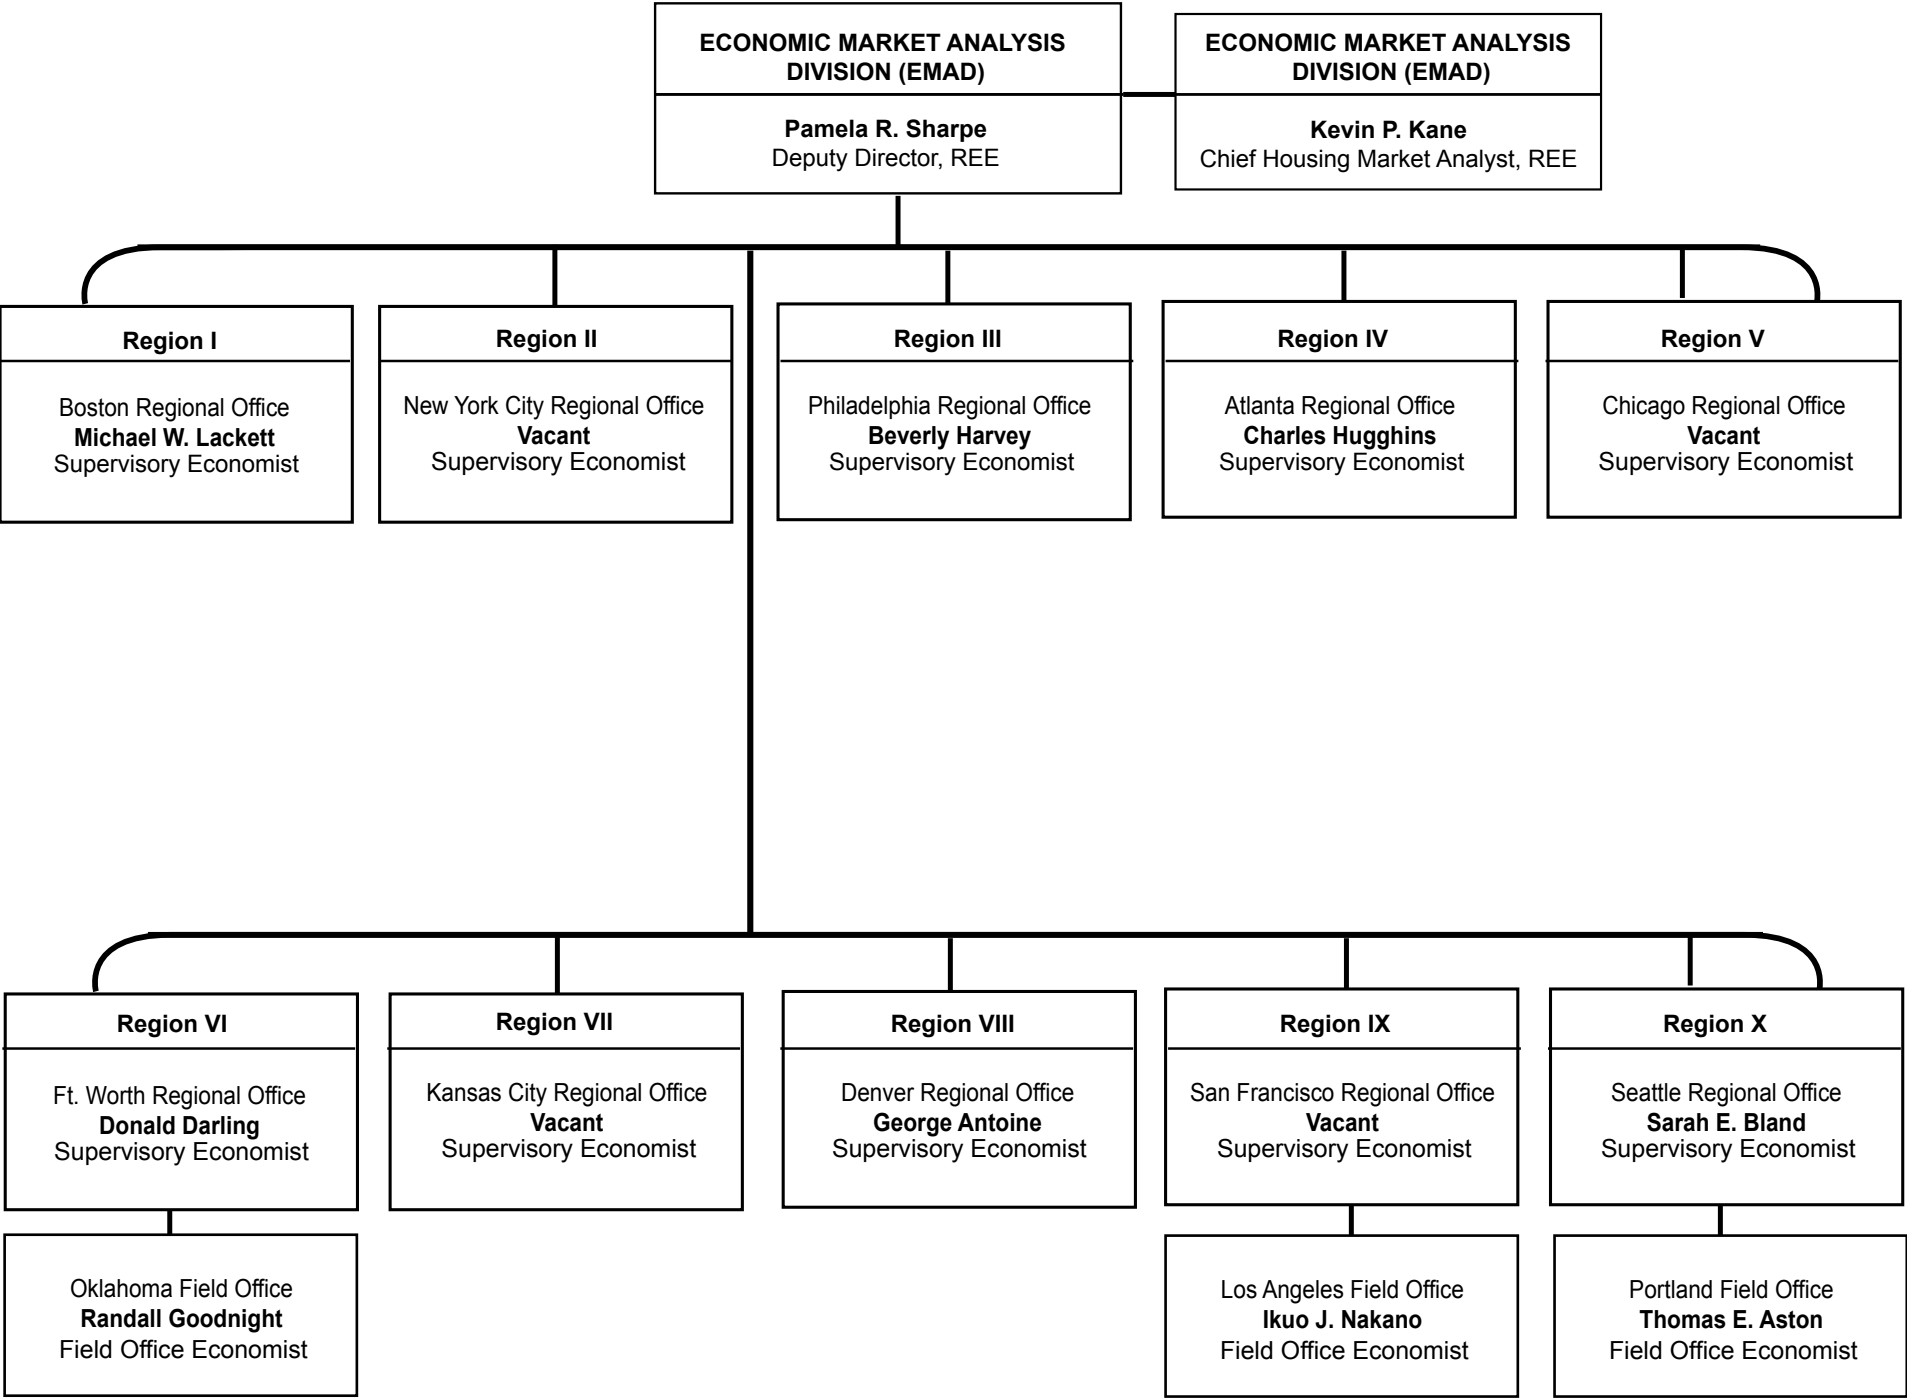 ECONOMIC MARKET ANALYSIS
DIVISION (EMAD)
Pamela R. Sharpe
Deputy Director, REE
ECONOMIC MARKET ANALYSIS
DIVISION (EMAD)
Kevin P. Kane
Chief Housing Market Analyst, REE
Region I
Boston Regional Office
Michael W. Lackett
Supervisory Economist
Region II
New York City Regional Office
Vacant
Supervisory Economist
Region III
Philadelphia Regional Office
Beverly Harvey
Supervisory Economist
Region IV
Atlanta Regional Office
Charles Hugghins
Supervisory Economist
Region V
Chicago Regional Office
Vacant
Supervisory Economist
Region VI
Ft. Worth Regional Office
Donald Darling
Supervisory Economist
Region VII
Kansas City Regional Office
Vacant
Supervisory Economist
Region VIII
Denver Regional Office
George Antoine
Supervisory Economist
Region IX
San Francisco Regional Office
Vacant
Supervisory Economist
Region X
Seattle Regional Office
Sarah E. Bland
Supervisory Economist
Oklahoma Field Office
Randall Goodnight
Field Office Economist
Los Angeles Field Office
Ikuo J. Nakano
Field Office Economist
Portland Field Office
Thomas E. Aston
Field Office Economist